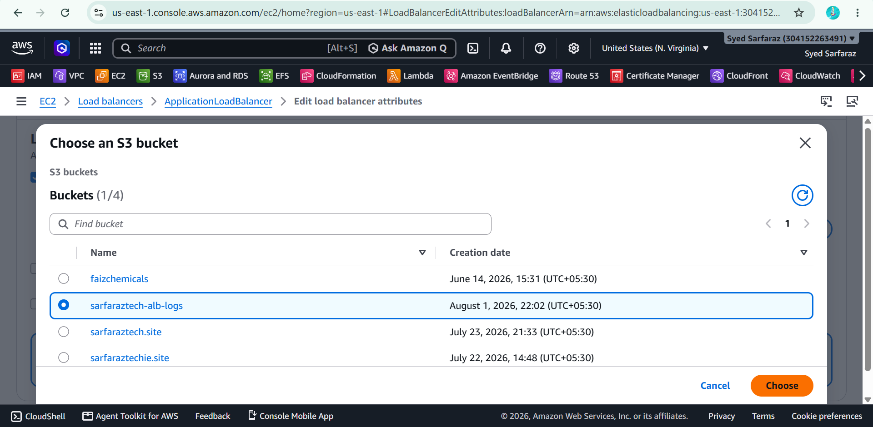 us-east-1.console.aws.amazon.com/ec2/home?region=us-east-1#LoadBalancerEditAttributes:loadBalancerArn=arn:aws:elasticloadbalancing:us-east-1:304152...
aws Search [Alt+S] Ask Amazon Q United States (N. Virginia) Syed Sarfaraz (304152263491)
Syed Sarfaraz
IAM VPC EC2 S3 Aurora and RDS EFS CloudFormation Lambda Amazon EventBridge Route 53 Certificate Manager CloudFront CloudWatch
EC2 Load balancers ApplicationLoadBalancer Edit load balancer attributes
Choose an S3 bucket
S3 buckets
Buckets (1/4)
Find bucket 1
Name Creation date
faizchemicals June 14, 2026, 15:31 (UTC+05:30)
sarfaraztech-alb-logs August 1, 2026, 22:02 (UTC+05:30)
sarfaraztech.site July 23, 2026, 21:33 (UTC+05:30)
sarfaraztechie.site July 22, 2026, 14:48 (UTC+05:30)
Cancel Choose
CloudShell Agent Toolkit for AWS Feedback Console Mobile App © 2026, Amazon Web Services, Inc. or its affiliates. Privacy Terms Cookie preferences